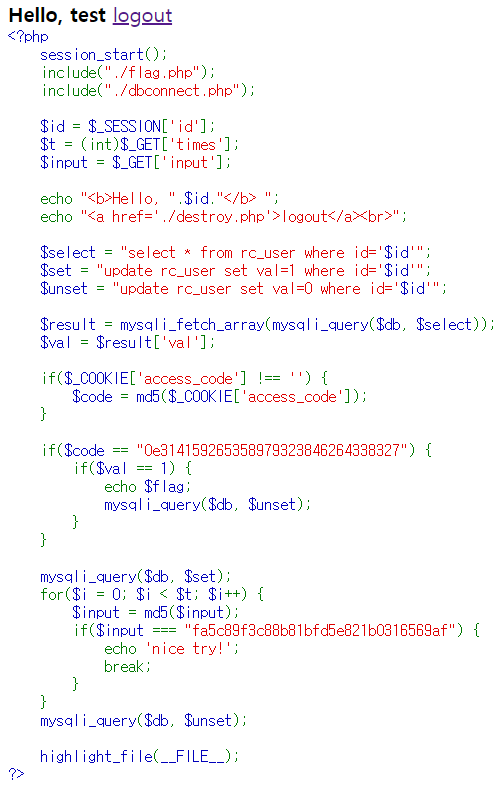 Hello, test logout
<?php
    session_start();
    include("./flag.php");
    include("./dbconnect.php");

    $id = $_SESSION['id'];
    $t = (int)$_GET['times'];
    $input = $_GET['input'];

    echo "<b>Hello, ".$id."</b> ";
    echo "<a href='./destroy.php'>logout</a><br>";

    $select = "select * from rc_user where id='$id'";
    $set = "update rc_user set val=1 where id='$id'";
    $unset = "update rc_user set val=0 where id='$id'";

    $result = mysqli_fetch_array(mysqli_query($db, $select));
    $val = $result['val'];

    if($_COOKIE['access_code'] !== '') {
        $code = md5($_COOKIE['access_code']);
    }

    if($code == "0e314159265358979323846264338327") {
        if($val == 1) {
            echo $flag;
            mysqli_query($db, $unset);
        }
    }

    mysqli_query($db, $set);
    for($i = 0; $i < $t; $i++) {
        $input = md5($input);
        if($input === "fa5c89f3c88b81bfd5e821b0316569af") {
            echo 'nice try!';
            break;
        }
    }
    mysqli_query($db, $unset);

    highlight_file(__FILE__);
?>